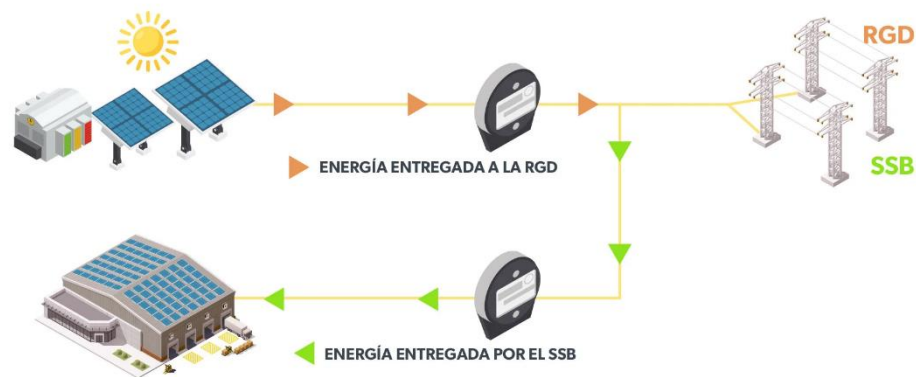 RGD
ENERGÍA ENTREGADA A LA RGD
SSB
ENERGÍA ENTREGADA POR EL SSB